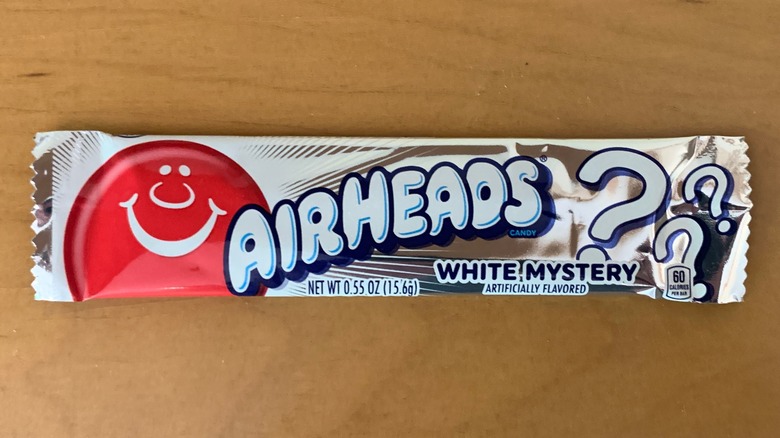 AIRHEADS®
CANDY
WHITE MYSTERY
ARTIFICIALLY FLAVORED
NET WT 0.55 OZ (15.6g)
? ? ?
60
CALORIES
PER BAR